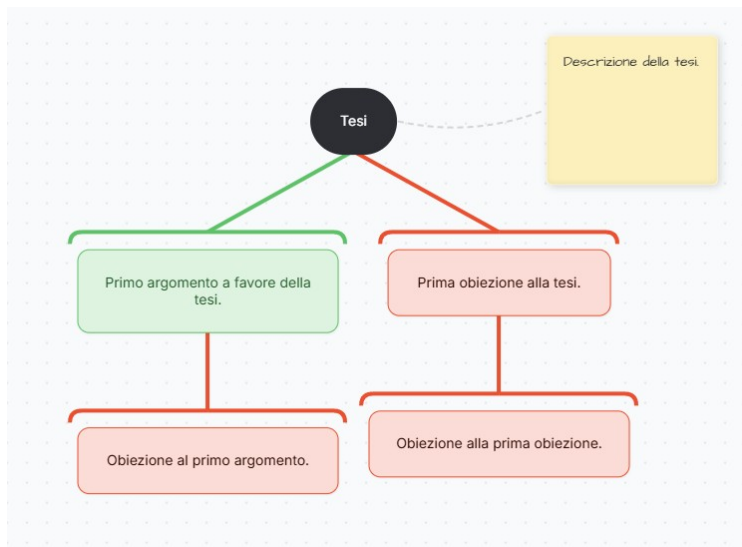 Descrizione della tesi.
Tesi
Primo argomento a favore della
tesi.
Prima obiezione alla tesi.
Obiezione al primo argomento.
Obiezione alla prima obiezione.